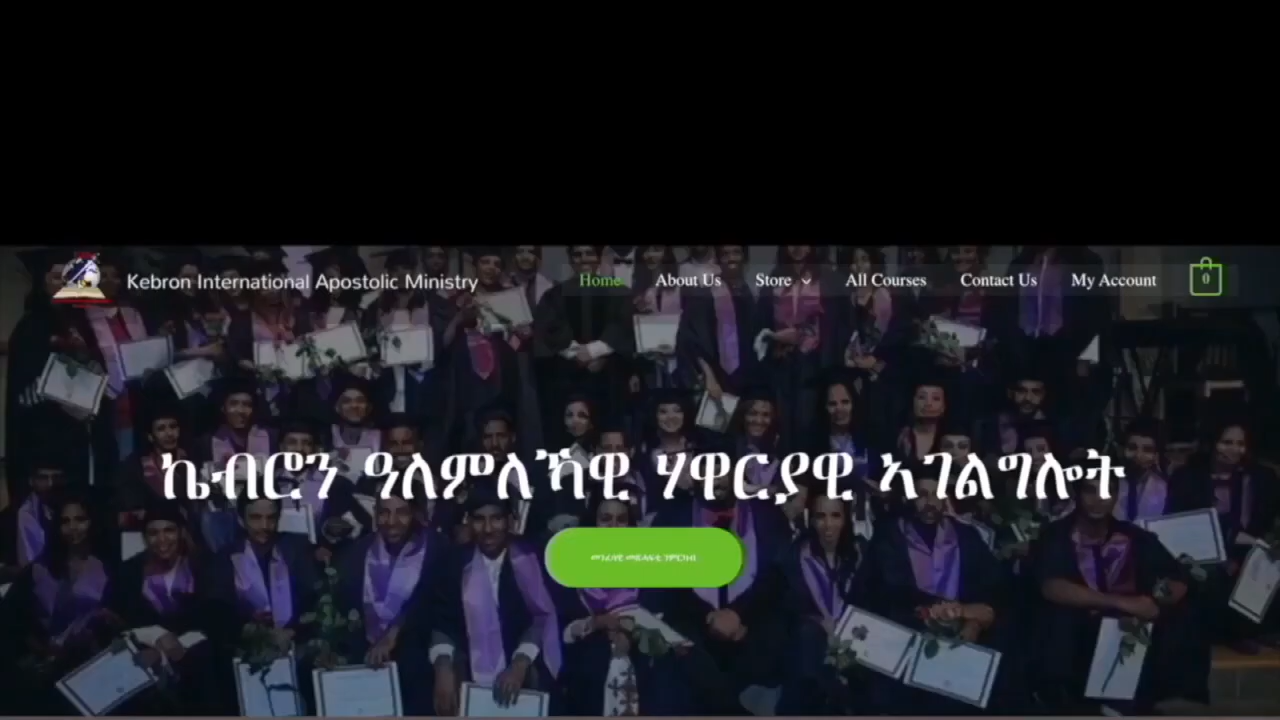 Kebron International Apostolic Ministry
Home
About Us
Store
All Courses
Contact Us
My Account
0
ኬብሮን ዓለምለኻዊ ሃዋርያዊ ኣገልግሎት